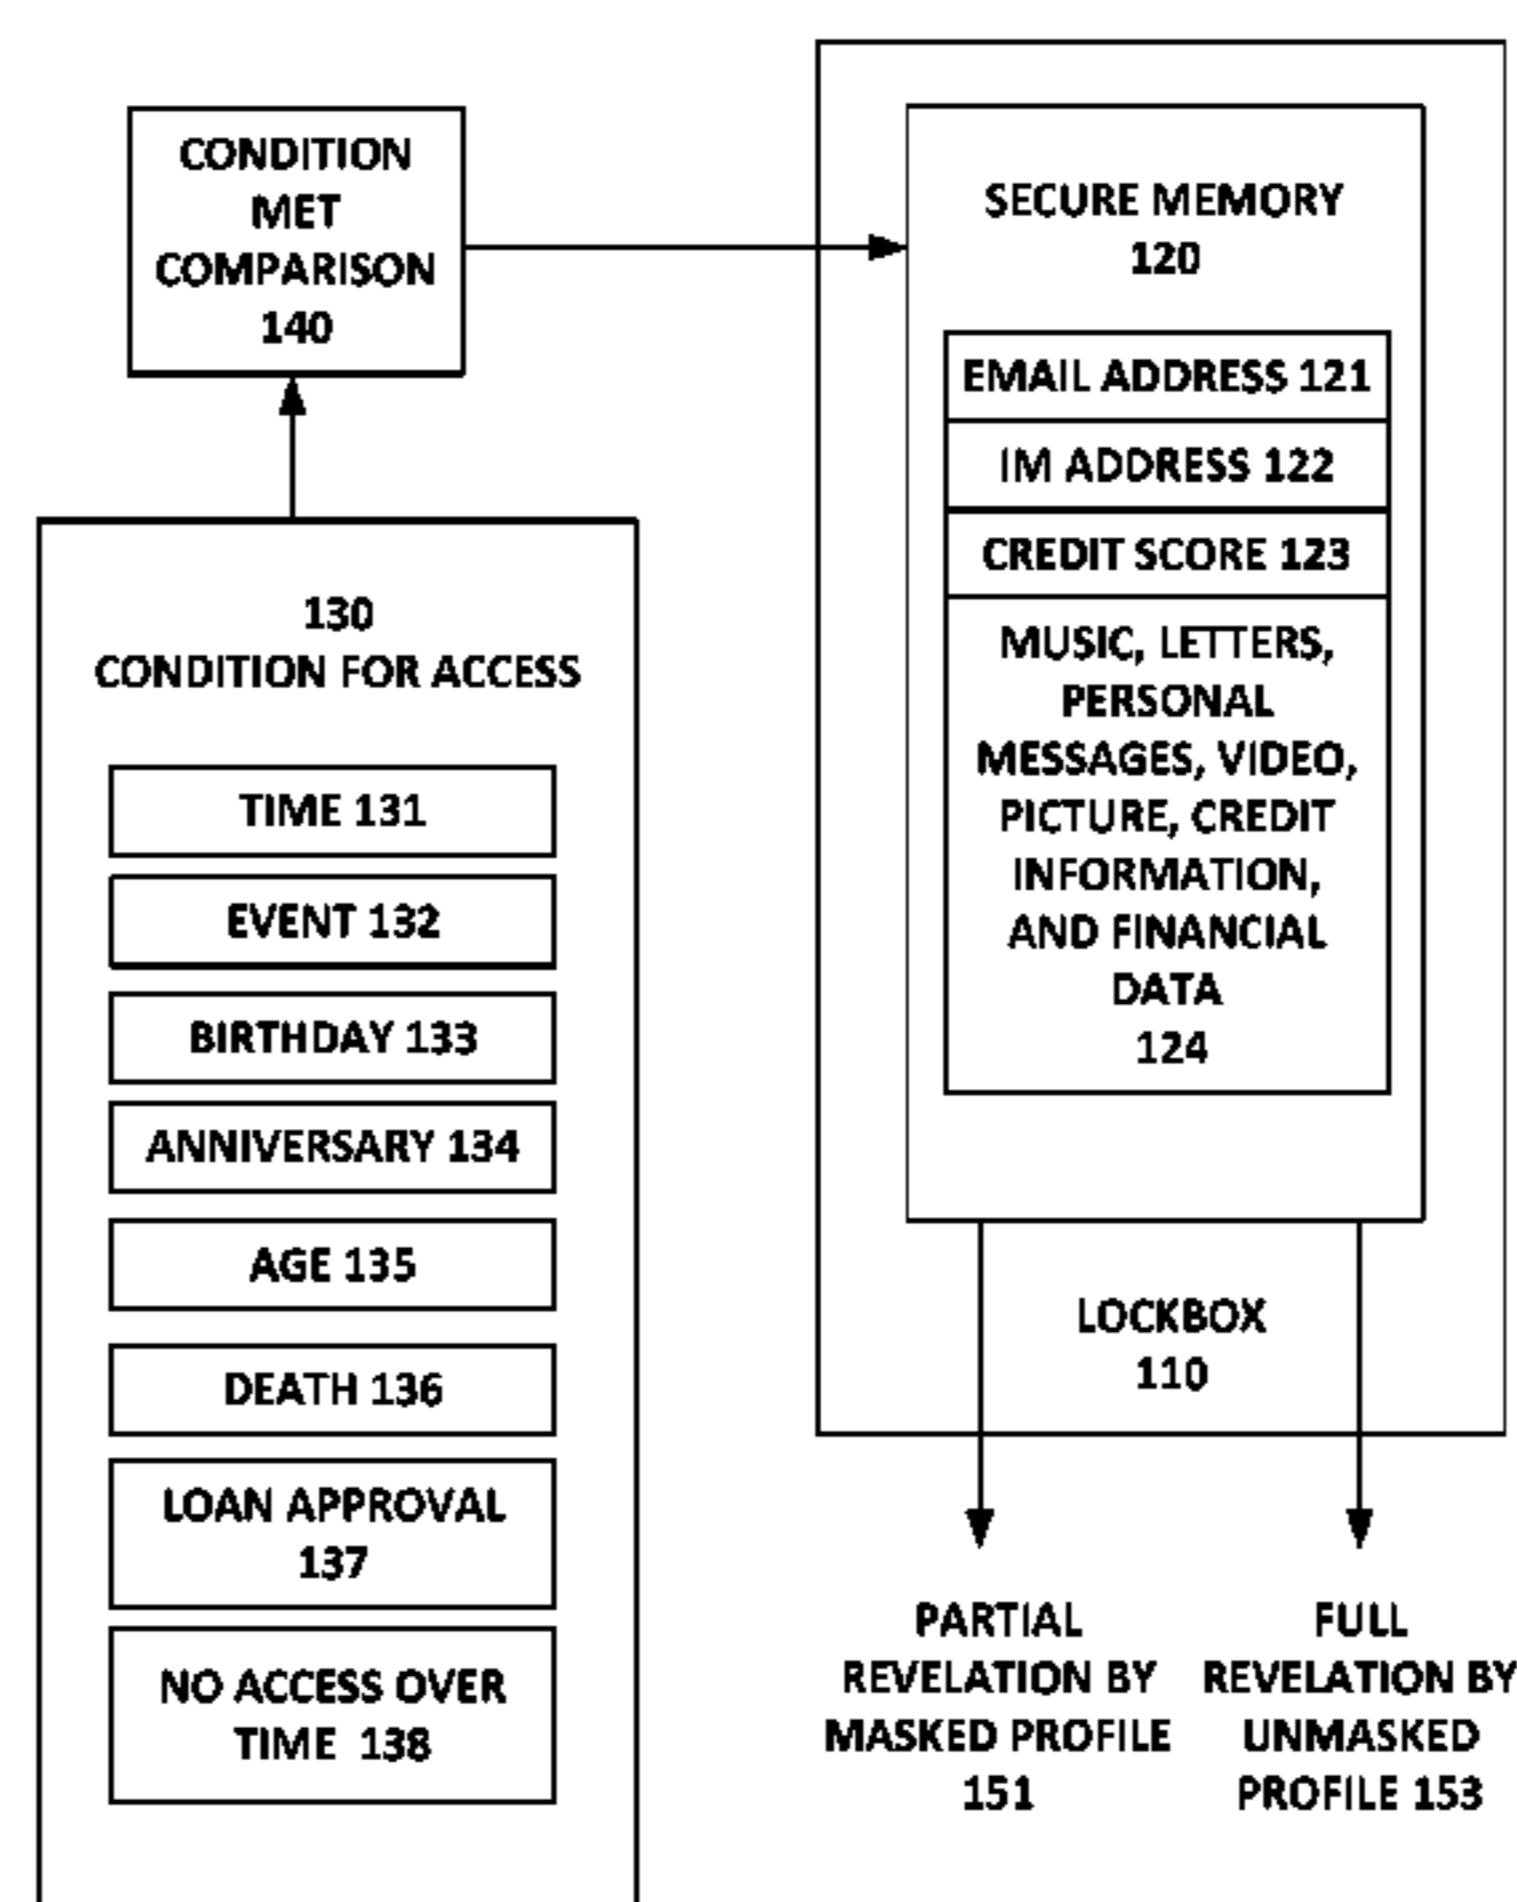 CONDITION
MET
COMPARISON
140
130
CONDITION FOR ACCESS
TIME 131
EVENT 132
BIRTHDAY 133
ANNIVERSARY 134
AGE 135
DEATH 136
LOAN APPROVAL
137
NO ACCESS OVER
TIME 138
SECURE MEMORY
120
EMAIL ADDRESS 121
IM ADDRESS 122
CREDIT SCORE 123
MUSIC, LETTERS,
PERSONAL
MESSAGES, VIDEO,
PICTURE, CREDIT
INFORMATION,
AND FINANCIAL
DATA
124
LOCKBOX
110
PARTIAL
REVELATION BY
MASKED PROFILE
151
FULL
REVELATION BY
UNMASKED
PROFILE 153